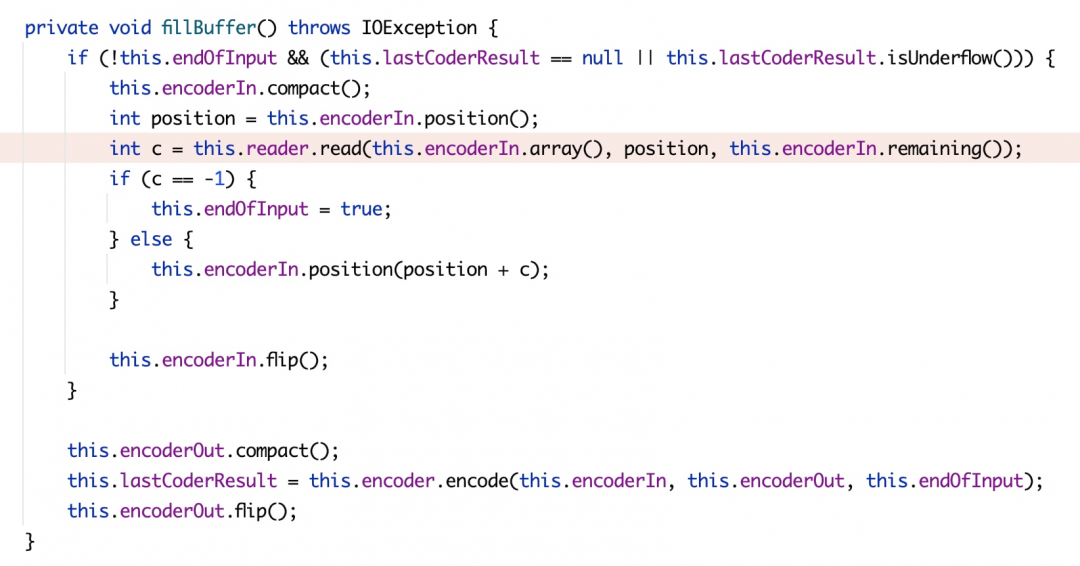 private void fillBuffer() throws IOException {
if (!this.endOfInput && (this.lastCoderResult == null || this.lastCoderResult.isUnderflow())) {
this.encoderIn.compact();
int position = this.encoderIn.position();
int c = this.reader.read(this.encoderIn.array(), position, this.encoderIn.remaining());
if (c == -1) {
this.endOfInput = true;
} else {
this.encoderIn.position(position + c);
}
this.encoderIn.flip();
}
this.encoderOut.compact();
this.lastCoderResult = this.encoder.encode(this.encoderIn, this.encoderOut, this.endOfInput);
this.encoderOut.flip();
}